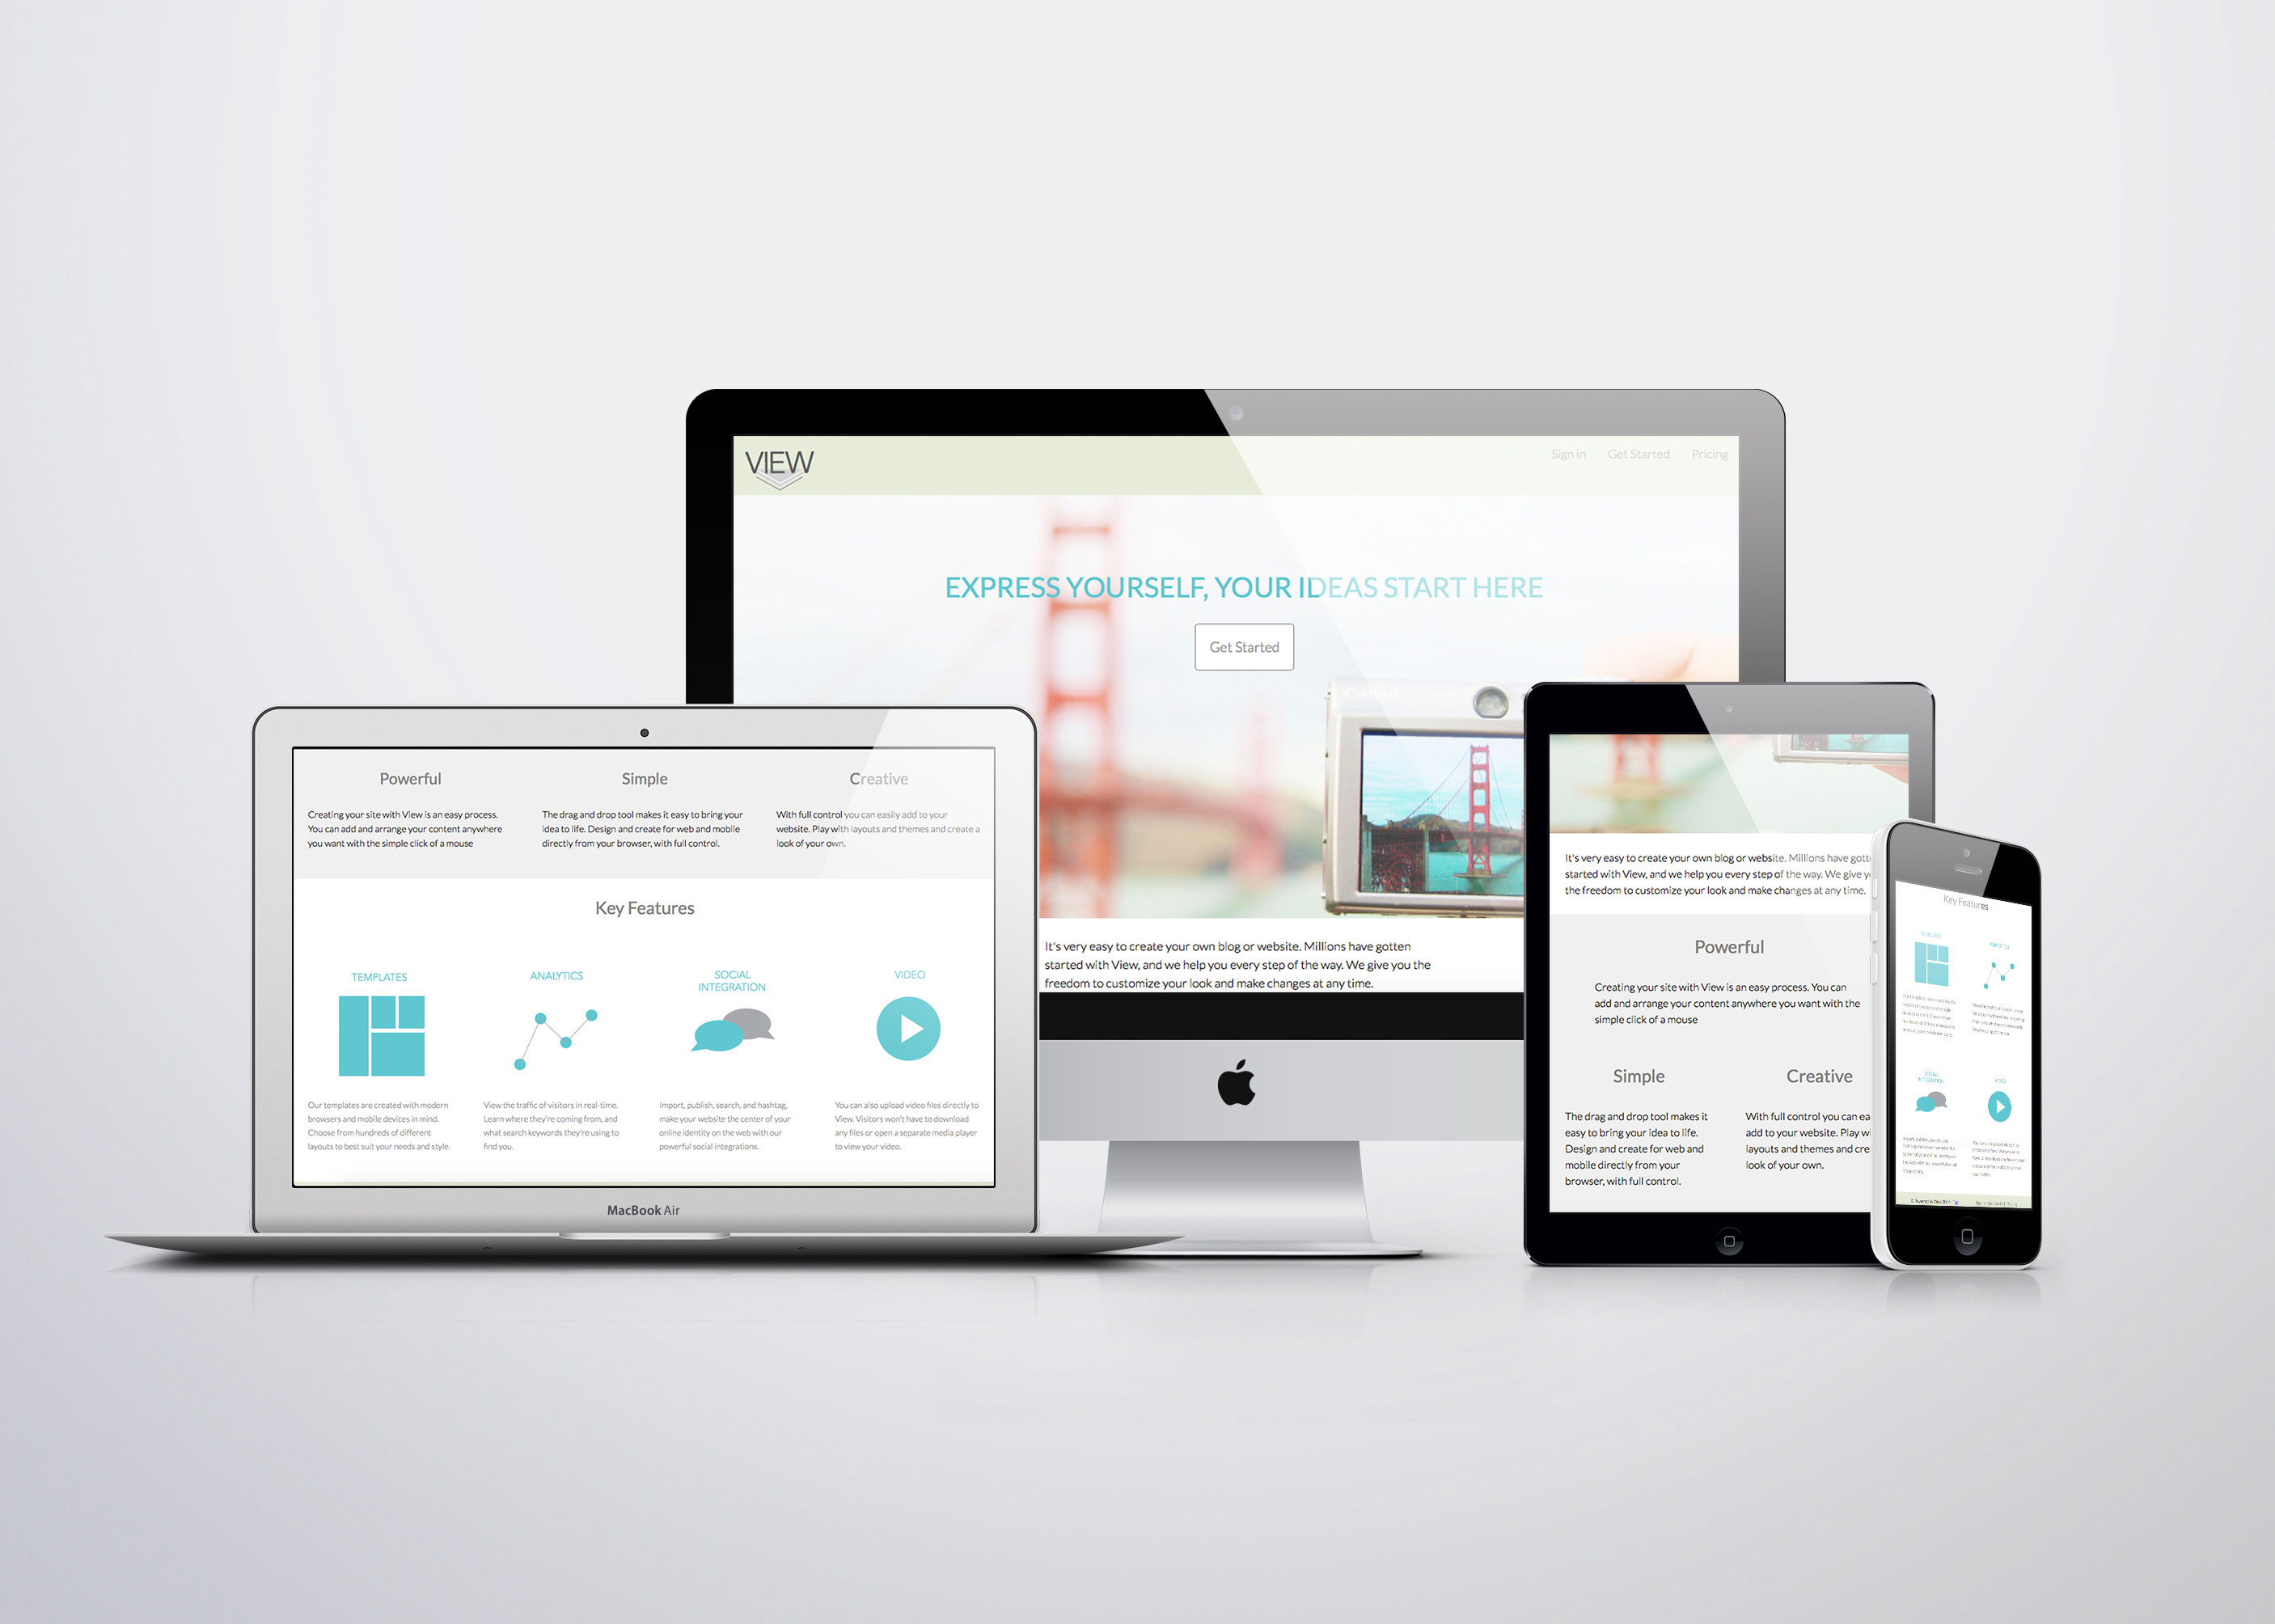 VIEW
Sign in
Get Started
Pricing
EXPRESS YOURSELF, YOUR IDEAS START HERE
Get Started
Canon
It's very easy to create your own blog or website. Millions have gotten
started with View, and we help you every step of the way. We give you the
freedom to customize your look and make changes at any time.
Powerful
Creating your site with View is an easy process.
You can add and arrange your content anywhere
you want with the simple click of a mouse
Simple
The drag and drop tool makes it easy to bring your
idea to life. Design and create for web and mobile
directly from your browser, with full control.
Creative
With full control you can easily add to your
website. Play with layouts and themes and create a
look of your own.
Key Features
TEMPLATES
Our templates are created with modern
browsers and mobile devices in mind.
Choose from hundreds of different
layouts to best suit your needs and style.
ANALYTICS
View the traffic of visitors in real-time.
Learn where they're coming from, and
what search keywords they're using to
find you.
SOCIAL
INTEGRATION
Import, publish, search, and hashtag,
make your website the center of your
online identity on the web with our
powerful social integrations.
VIDEO
You can also upload video files directly to
View. Visitors won't have to download
any files or open a separate media player
to view your video.
MacBook Air
It's very easy to create your own blog or website. Millions have gott
started with View, and we help you every step of the way. We give y
the freedom to customize your look and make changes at any time.
Powerful
Creating your site with View is an easy process. You can
add and arrange your content anywhere you want with the
simple click of a mouse
Simple
The drag and drop tool makes it
easy to bring your idea to life.
Design and create for web and
mobile directly from your
browser, with full control.
Creative
With full control you can ea
add to your website. Play wi
layouts and themes and cre
look of your own.
Key Features
TEMPLATES
ANALYTICS
SOCIAL
INTEGRATION
VIDEO